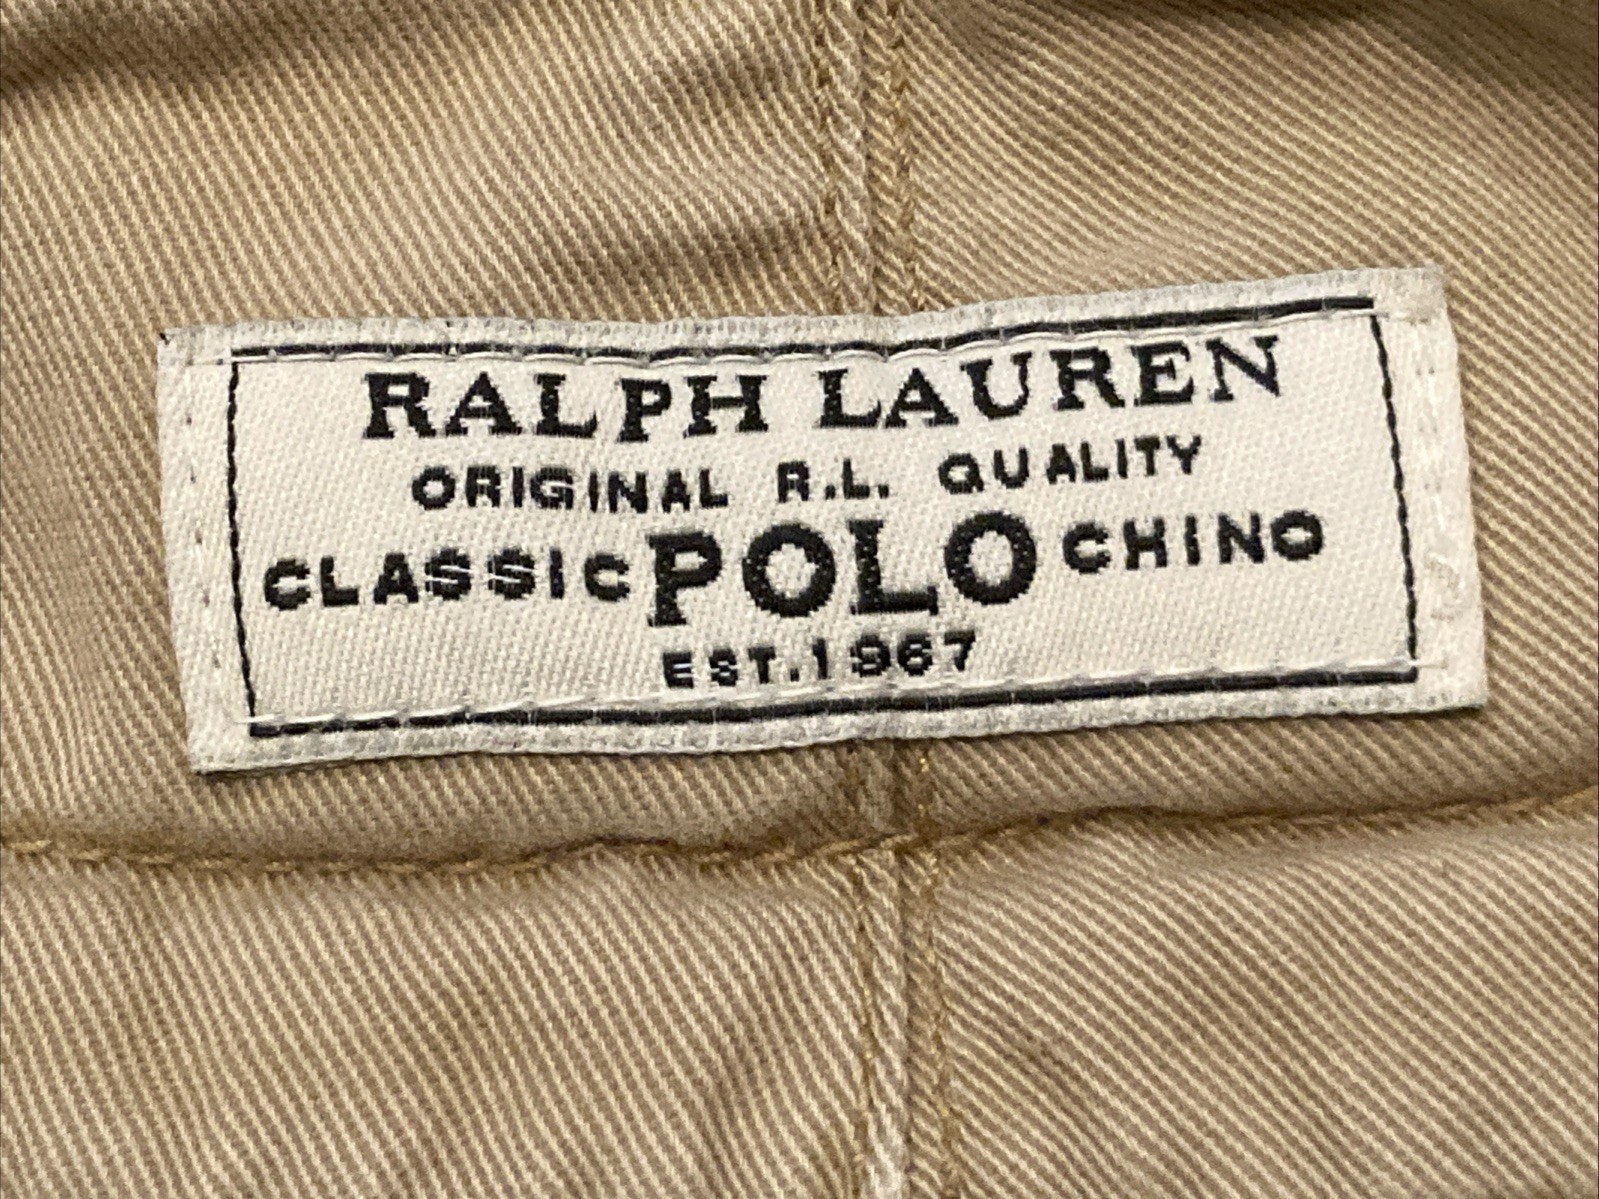 RALPH LAUREN
ORIGINAL R.L. QUALITY
CLASSIC POLO CHINO
EST. 1967